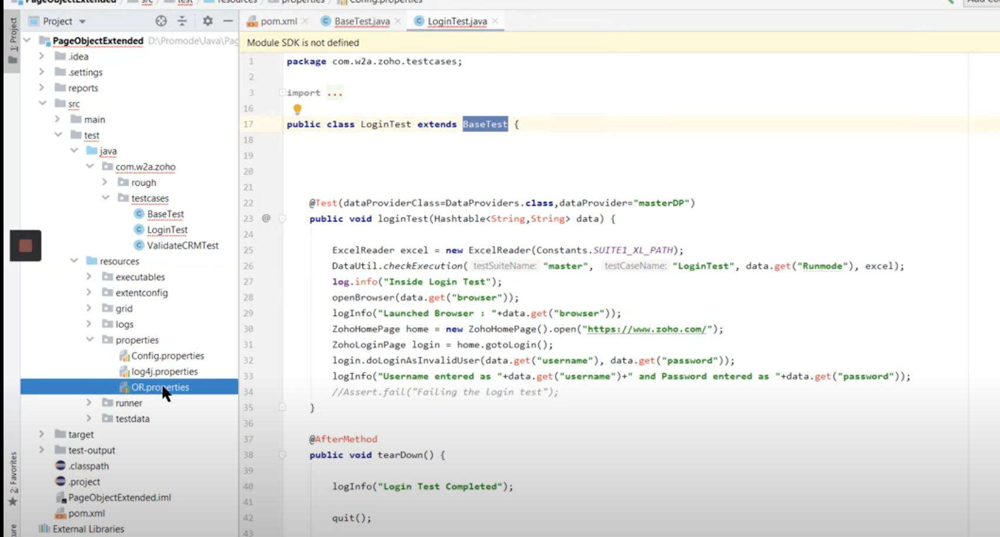 PageObjectExtended src test resources properties Config.properties
Add Co
1: Project
Project
pom.xml BaseTest.java LoginTest.java
Module SDK is not defined
PageObjectExtended D:\Promode\Java\Pag
.idea
.settings
reports
src
main
test
java
com.w2a.zoho
rough
testcases
BaseTest
LoginTest
ValidateCRMTest
resources
executables
extentconfig
grid
logs
properties
Config.properties
log4j.properties
OR.properties
runner
testdata
target
test-output
.classpath
.project
PageObjectExtended.iml
pom.xml
External Libraries
2: Favorites
1 package com.w2a.zoho.testcases;
2
3 import ...
16
17 public class LoginTest extends BaseTest {
18
19
20
21
22 @Test(dataProviderClass=DataProviders.class,dataProvider="masterDP")
23 @ public void loginTest(Hashtable<String,String> data) {
24
25 ExcelReader excel = new ExcelReader(Constants.SUITE1_XL_PATH);
26 DataUtil.checkExecution( testSuiteName: "master", testCaseName: "LoginTest", data.get("Runmode"), excel);
27 log.info("Inside Login Test");
28 openBrowser(data.get("browser"));
29 logInfo("Launched Browser : "+data.get("browser"));
30 ZohoHomePage home = new ZohoHomePage().open("https://www.zoho.com/");
31 ZohoLoginPage login = home.gotoLogin();
32 login.doLoginAsInvalidUser(data.get("username"), data.get("password"));
33 logInfo("Username entered as "+data.get("username")+" and Password entered as "+data.get("password"));
34 //Assert.fail("Failing the login test");
35 }
36
37 @AfterMethod
38 public void tearDown() {
39
40 logInfo("Login Test Completed");
41
42 quit();
43